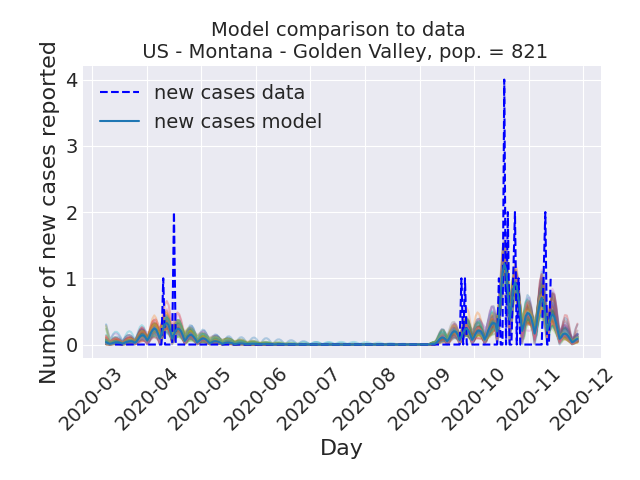 Model comparison to data
US - Montana - Golden Valley, pop. = 821
Number of new cases reported
4
3
2
1
0
new cases data
new cases model
2020-03
2020-04
2020-05
2020-06
2020-07
2020-08
2020-09
2020-10
2020-11
2020-12
Day